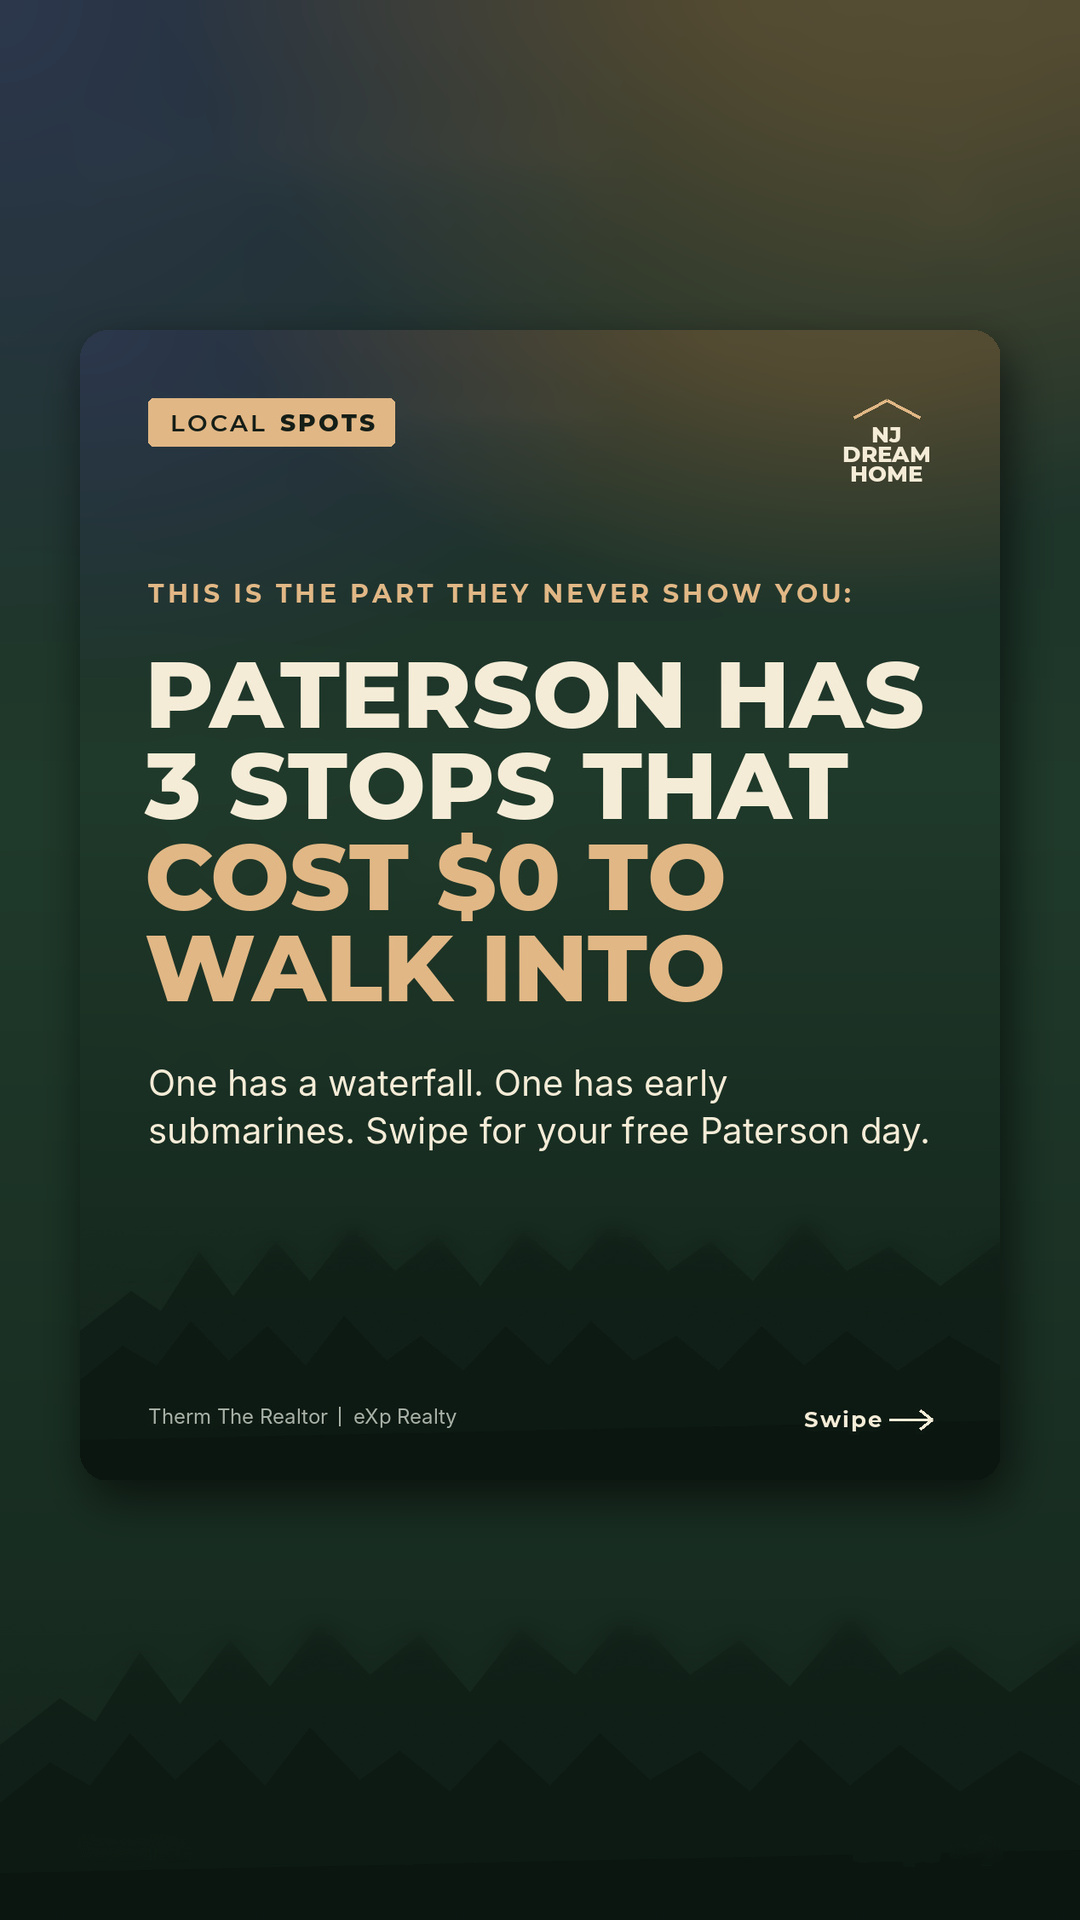 LOCAL SPOTS
NJ
DREAM
HOME
THIS IS THE PART THEY NEVER SHOW YOU:
PATERSON HAS
3 STOPS THAT
COST $0 TO
WALK INTO
One has a waterfall. One has early
submarines. Swipe for your free Paterson day.
Therm The Realtor | eXp Realty
Swipe